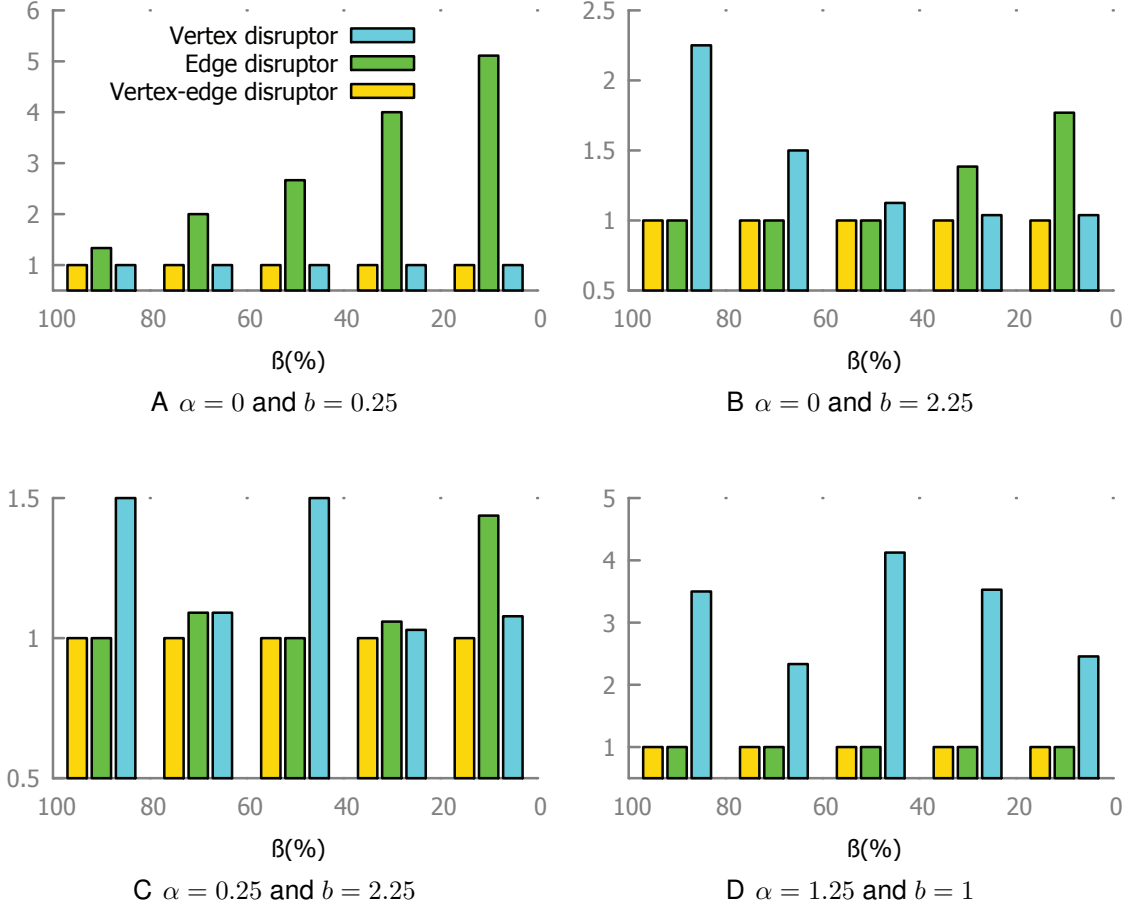 6
5
4
3
2
1
Vertex disruptor
Edge disruptor
Vertex-edge disruptor
100 80 60 40 20 0
ß(%)
A α = 0 and b = 0.25
2.5
2
1.5
1
0.5
100 80 60 40 20 0
ß(%)
B α = 0 and b = 2.25
1.5
1
0.5
100 80 60 40 20 0
ß(%)
C α = 0.25 and b = 2.25
5
4
3
2
1
100 80 60 40 20 0
ß(%)
D α = 1.25 and b = 1